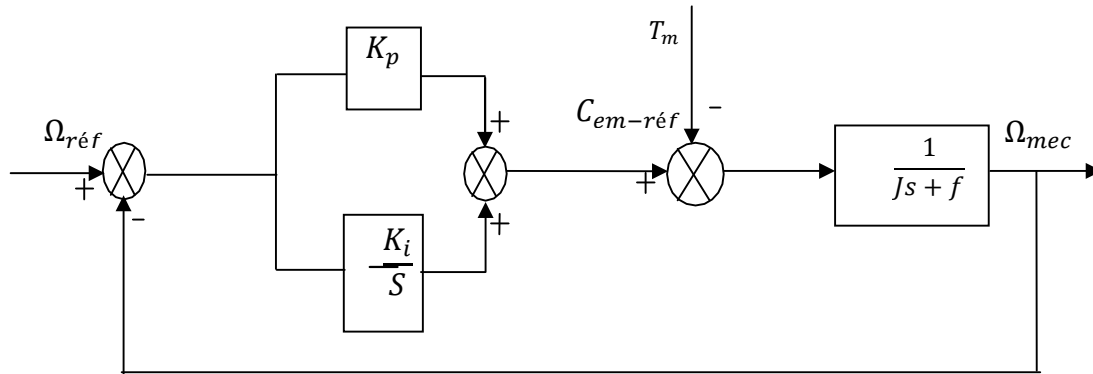 K_p
T_m
Ω_réf
+
-
+
+
C_em-réf
+
-
1
Js + f
Ω_mec
K_i
S